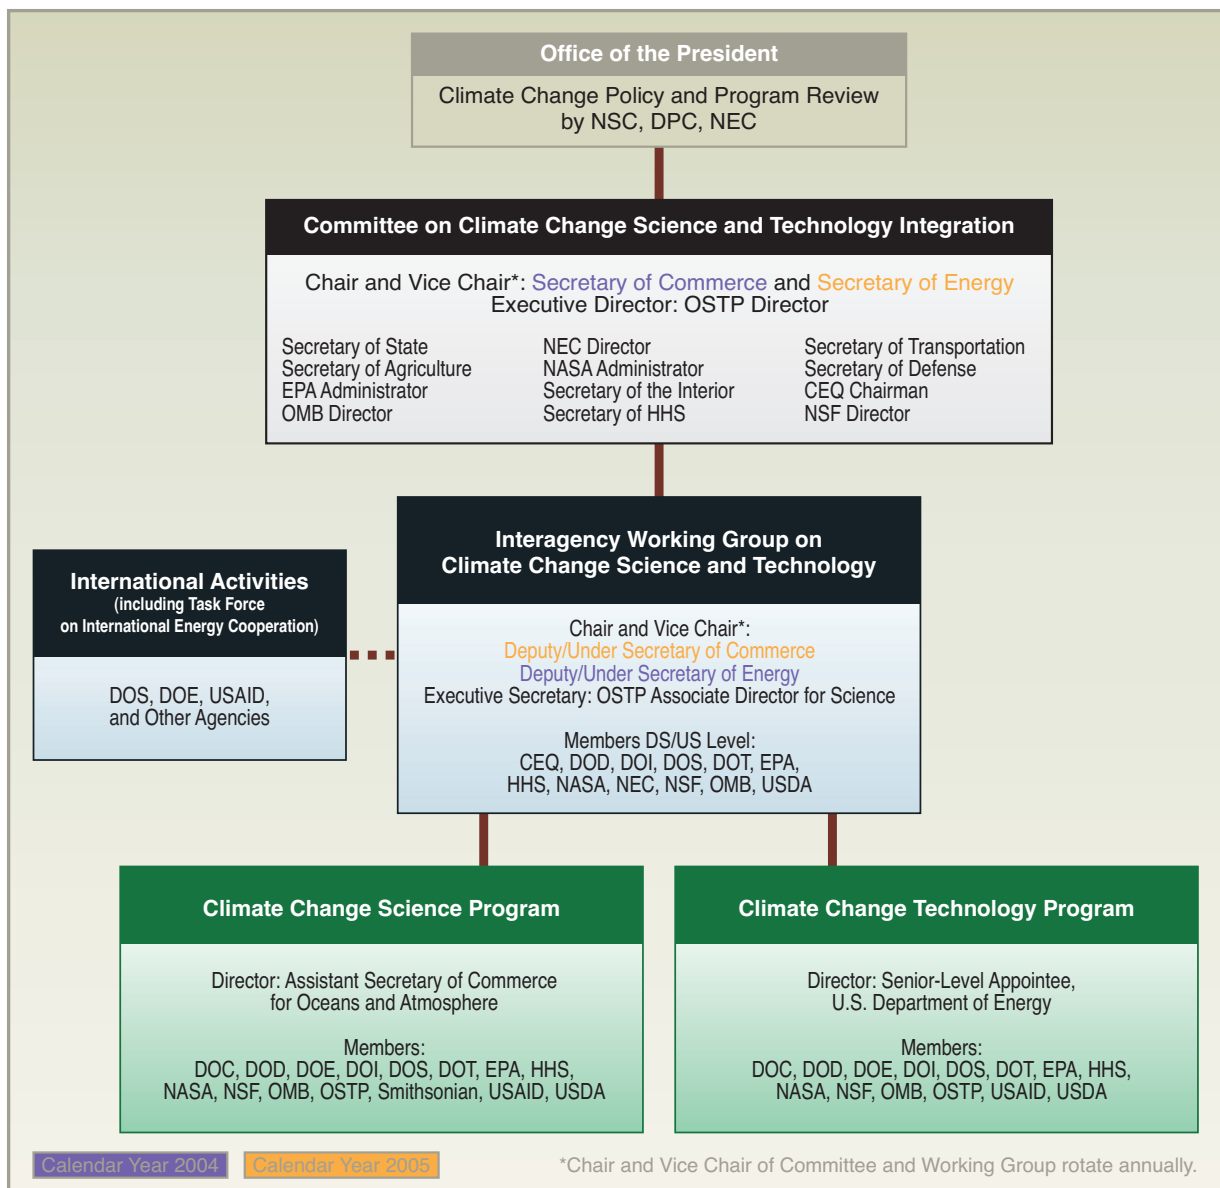 Office of the President
Climate Change Policy and Program Review
by NSC, DPC, NEC
Committee on Climate Change Science and Technology Integration
Chair and Vice Chair*: Secretary of Commerce and Secretary of Energy
Executive Director: OSTP Director
Secretary of State
Secretary of Agriculture
EPA Administrator
OMB Director
NEC Director
NASA Administrator
Secretary of the Interior
Secretary of HHS
Secretary of Transportation
Secretary of Defense
CEQ Chairman
NSF Director
Interagency Working Group on
Climate Change Science and Technology
Chair and Vice Chair*:
Deputy/Under Secretary of Commerce
Deputy/Under Secretary of Energy
Executive Secretary: OSTP Associate Director for Science
Members DS/US Level:
CEQ, DOD, DOI, DOS, DOT, EPA,
HHS, NASA, NEC, NSF, OMB, USDA
International Activities
(including Task Force
on International Energy Cooperation)
DOS, DOE, USAID,
and Other Agencies
Climate Change Science Program
Director: Assistant Secretary of Commerce
for Oceans and Atmosphere
Members:
DOC, DOD, DOE, DOI, DOS, DOT, EPA, HHS,
NASA, NSF, OMB, OSTP, Smithsonian, USAID, USDA
Climate Change Technology Program
Director: Senior-Level Appointee,
U.S. Department of Energy
Members:
DOC, DOD, DOE, DOI, DOS, DOT, EPA, HHS,
NASA, NSF, OMB, OSTP, USAID, USDA
Calendar Year 2004
Calendar Year 2005
*Chair and Vice Chair of Committee and Working Group rotate annually.